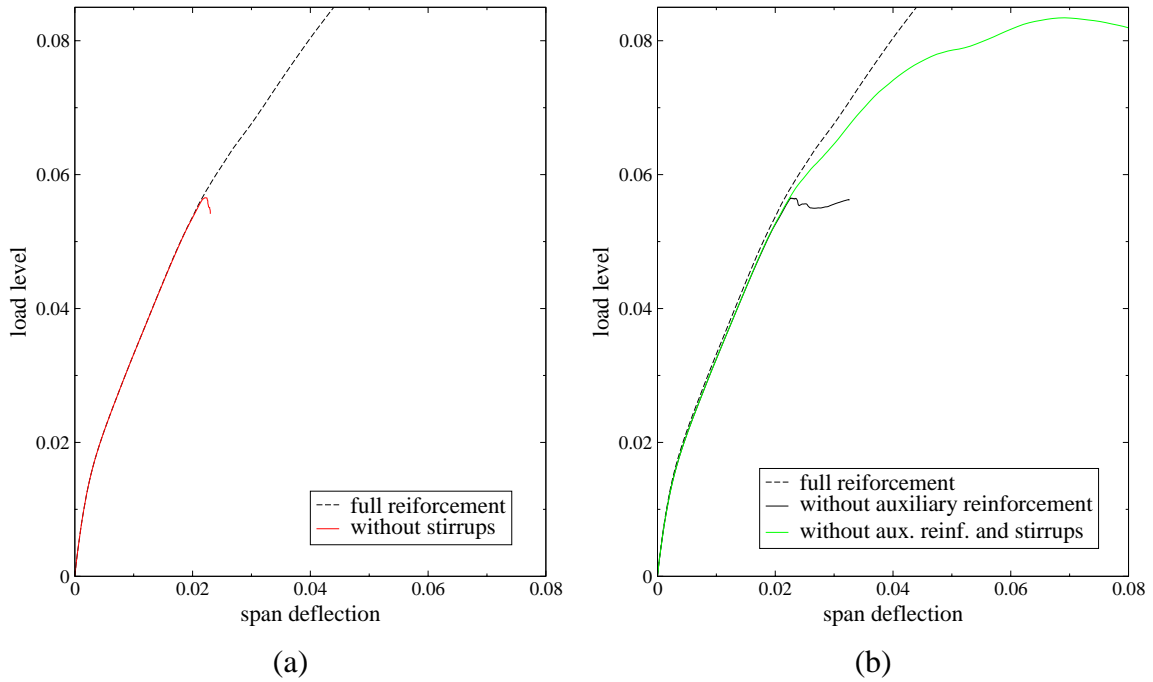 0.08
0.06
0.04
0.02
0
load level
full reiforcement
without stirrups
0 0.02 0.04 0.06 0.08
span deflection
(a)
0.08
0.06
0.04
0.02
0
load level
full reiforcement
without auxiliary reinforcement
without aux. reinf. and stirrups
0 0.02 0.04 0.06 0.08
span deflection
(b)